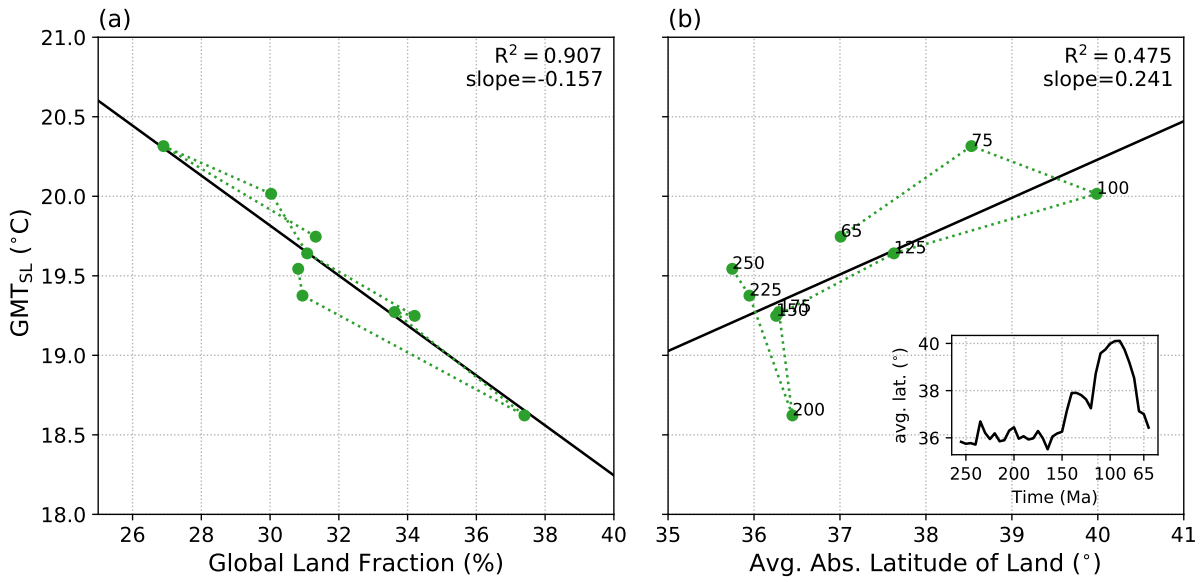 (a)
(b)
R² = 0.907
slope=-0.157
R² = 0.475
slope=0.241
21.0
20.5
20.0
19.5
19.0
18.5
18.0
GMT_SL (°C)
26 28 30 32 34 36 38 40
Global Land Fraction (%)
75
100
65
125
250
225
175
150
200
35 36 37 38 39 40 41
Avg. Abs. Latitude of Land (°)
avg. lat. (°)
40
38
36
250 200 150 100 65
Time (Ma)